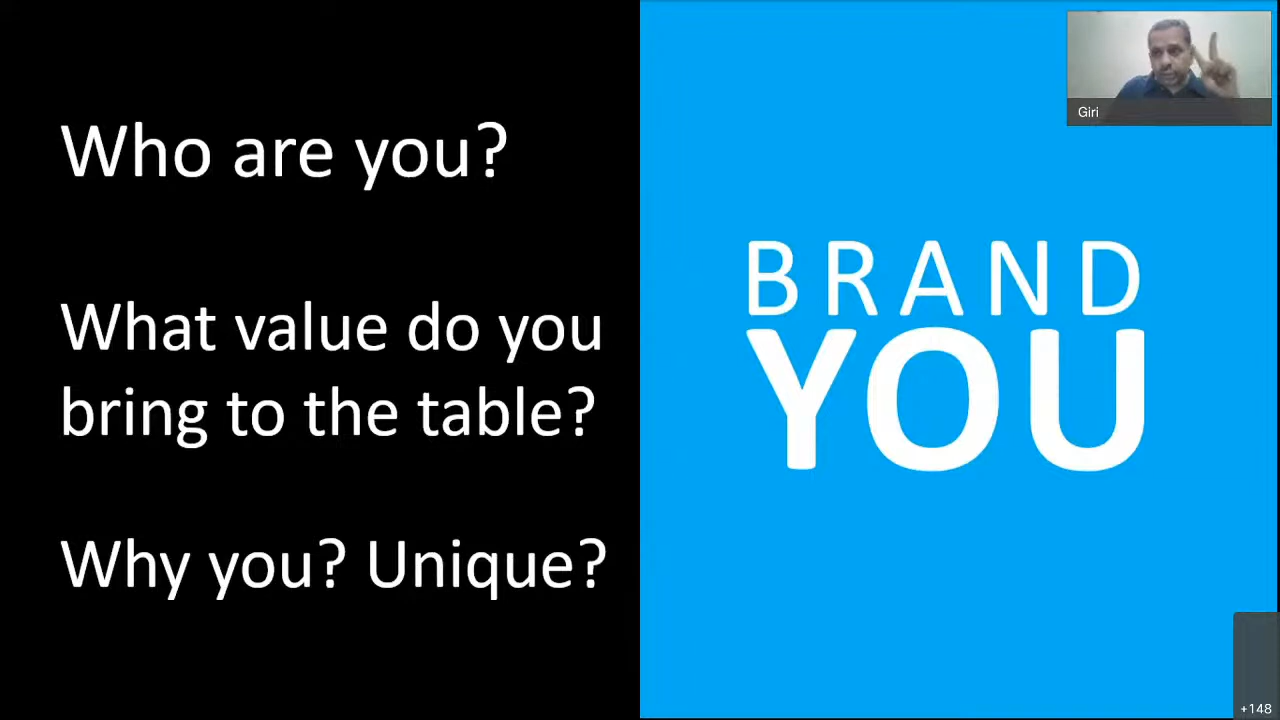 Who are you?
What value do you
bring to the table?
Why you? Unique?
BRAND
YOU
Giri
+148